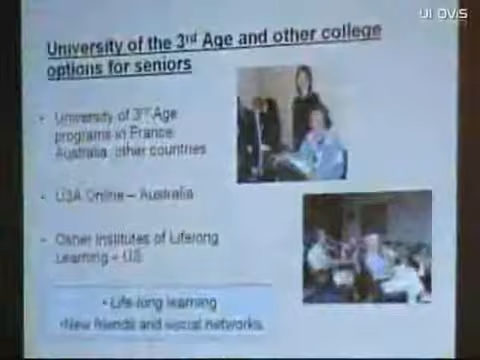 UI OVIS
University of the 3rd Age and other college
options for seniors
• University of 3rd Age
programs in France,
Australia, other countries
• U3A Online – Australia
• Osher Institutes of Lifelong
Learning – US
• Life-long learning
• New friends and social networks